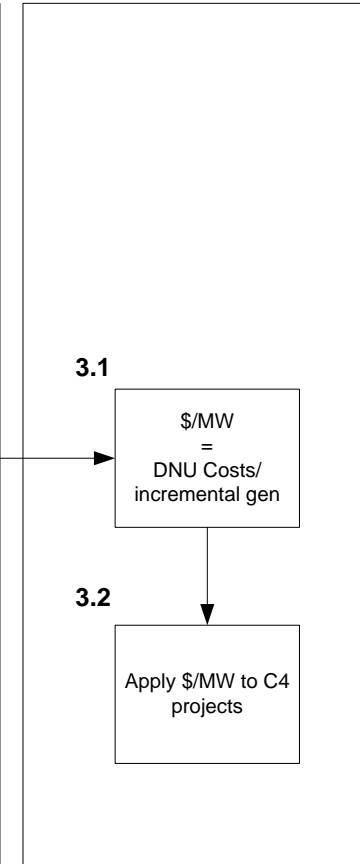 3.1
$/MW
=
DNU Costs/
incremental gen
3.2
Apply $/MW to C4
projects